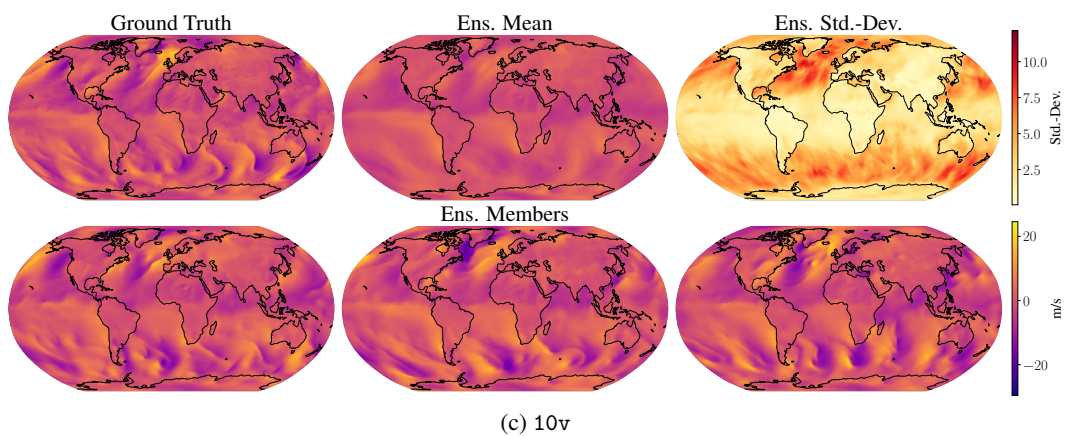 Ground Truth
Ens. Mean
Ens. Std.-Dev.
10.0
7.5
5.0
2.5
Std.-Dev.
Ens. Members
20
0
−20
m/s
(c) 10v